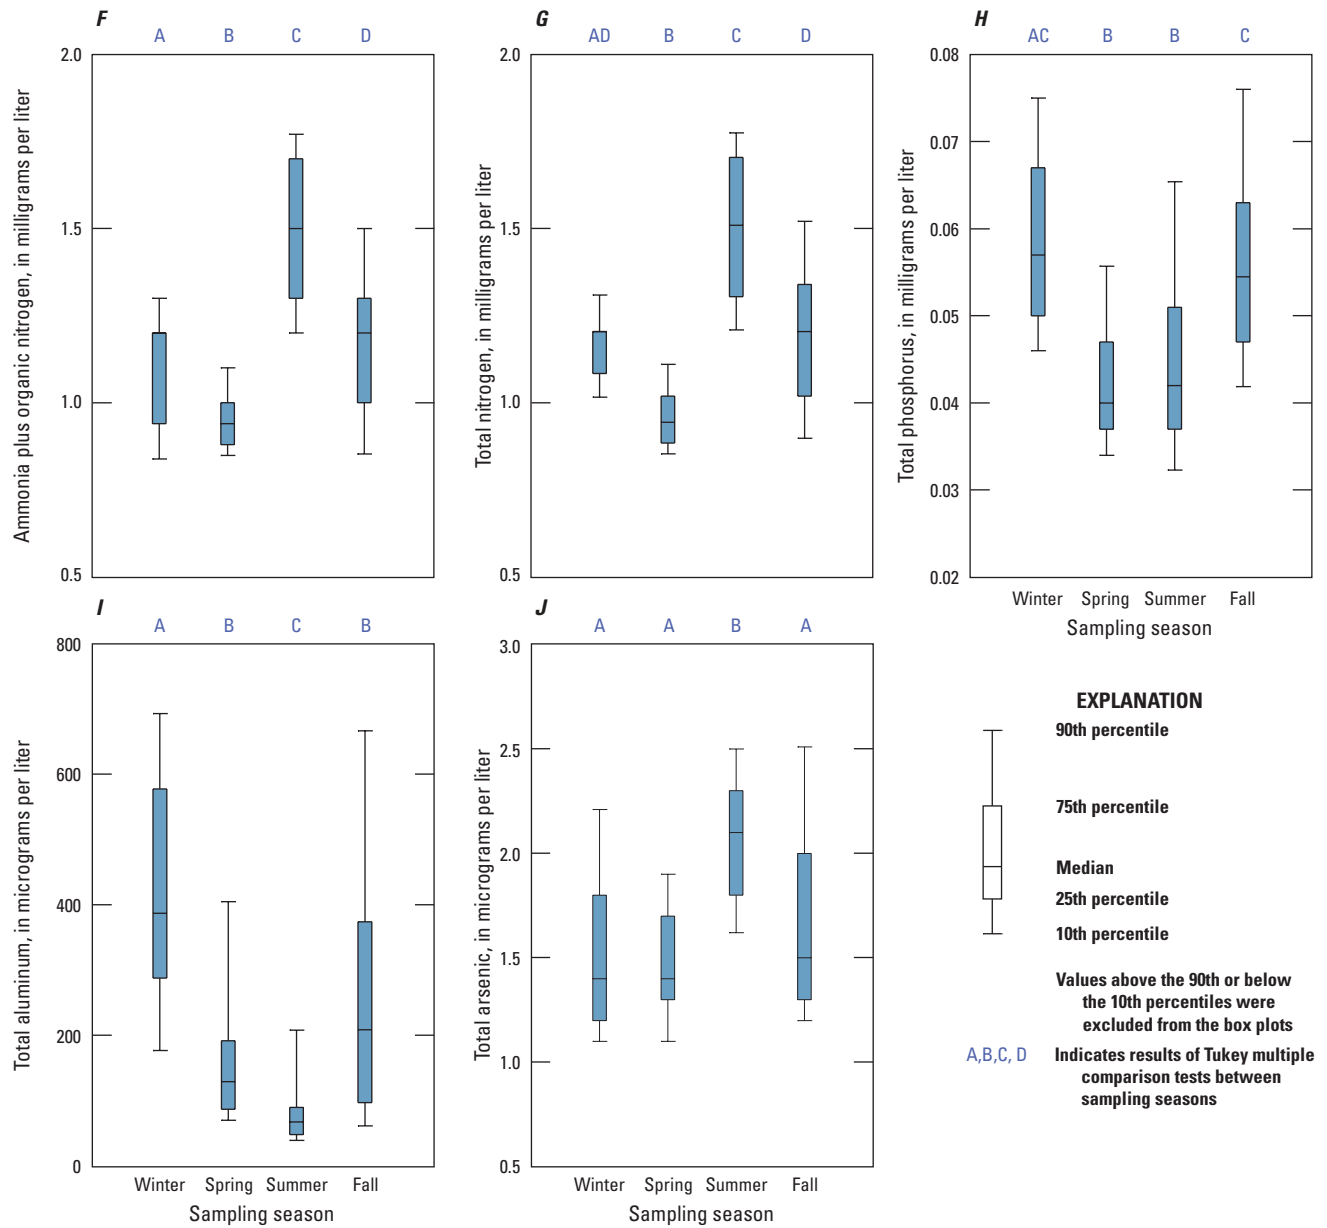 F
A B C D
2.0
1.5
1.0
0.5
Ammonia plus organic nitrogen, in milligrams per liter
G
AD B C D
2.0
1.5
1.0
0.5
Total nitrogen, in milligrams per liter
H
AC B B C
0.08
0.07
0.06
0.05
0.04
0.03
0.02
Total phosphorus, in milligrams per liter
Winter Spring Summer Fall
Sampling season
I
A B C B
800
600
400
200
0
Total aluminum, in micrograms per liter
Winter Spring Summer Fall
Sampling season
J
A A B A
3.0
2.5
2.0
1.5
1.0
0.5
Total arsenic, in micrograms per liter
Winter Spring Summer Fall
Sampling season
EXPLANATION
90th percentile
75th percentile
Median
25th percentile
10th percentile
Values above the 90th or below
the 10th percentiles were
excluded from the box plots
A,B,C, D Indicates results of Tukey multiple
comparison tests between
sampling seasons